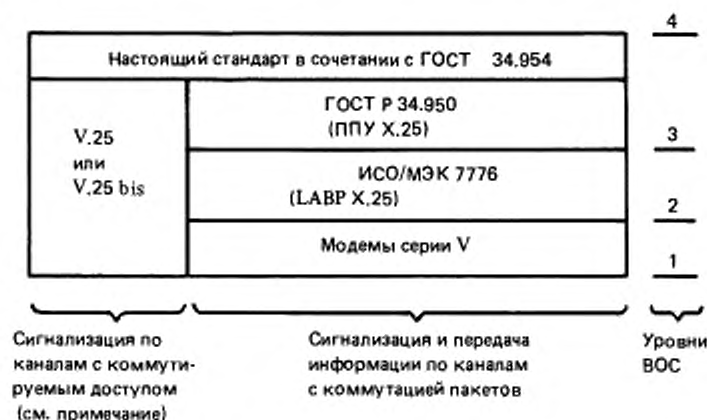 4
Настоящий стандарт в сочетании с ГОСТ 34.954
ГОСТ Р 34.950
(ППУ X.25)
3
V.25
или
V.25 bis
ИСО/МЭК 7776
(LABP X.25)
2
Модемы серии V
1
Сигнализация по
каналам с коммути-
руемым доступом
(см. примечание)
Сигнализация и передача
информации по каналам
с коммутацией пакетов
Уровни
ВОС